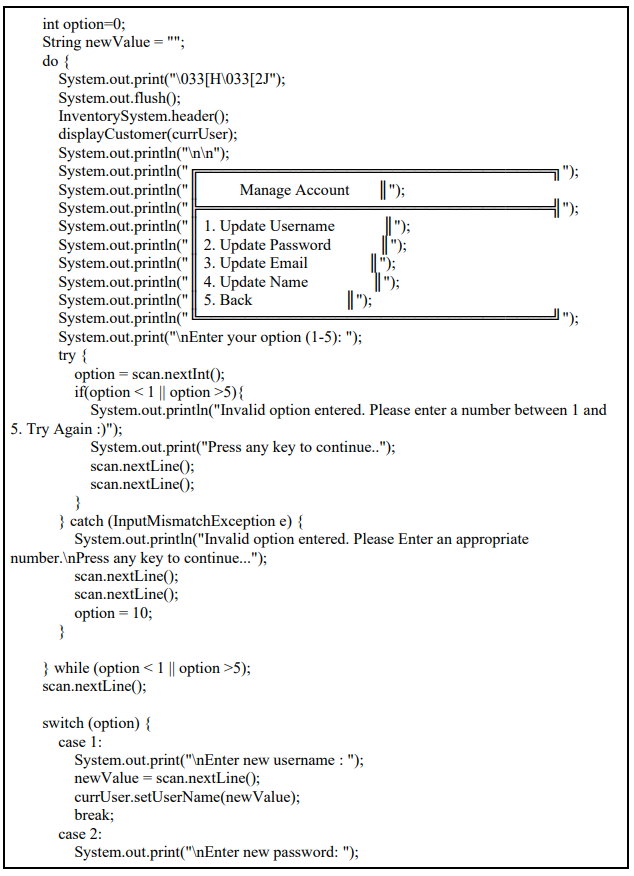 int option=0;
String newValue = "";
do {
System.out.print("\033[H\033[2J");
System.out.flush();
InventorySystem.header();
displayCustomer(currUser);
System.out.println("\n\n");
System.out.println("╔══════════════════════════════╗");
System.out.println("║ Manage Account ║");
System.out.println("╠══════════════════════════════╣");
System.out.println("║ 1. Update Username ║");
System.out.println("║ 2. Update Password ║");
System.out.println("║ 3. Update Email ║");
System.out.println("║ 4. Update Name ║");
System.out.println("║ 5. Back ║");
System.out.println("╚══════════════════════════════╝");
System.out.print("\nEnter your option (1-5): ");
try {
option = scan.nextInt();
if(option < 1 || option >5){
System.out.println("Invalid option entered. Please enter a number between 1 and
5. Try Again :)");
System.out.print("Press any key to continue..");
scan.nextLine();
scan.nextLine();
}
} catch (InputMismatchException e) {
System.out.println("Invalid option entered. Please Enter an appropriate
number.\nPress any key to continue...");
scan.nextLine();
scan.nextLine();
option = 10;
}
} while (option < 1 || option >5);
scan.nextLine();
switch (option) {
case 1:
System.out.print("\nEnter new username : ");
newValue = scan.nextLine();
currUser.setUserName(newValue);
break;
case 2:
System.out.print("\nEnter new password: ");